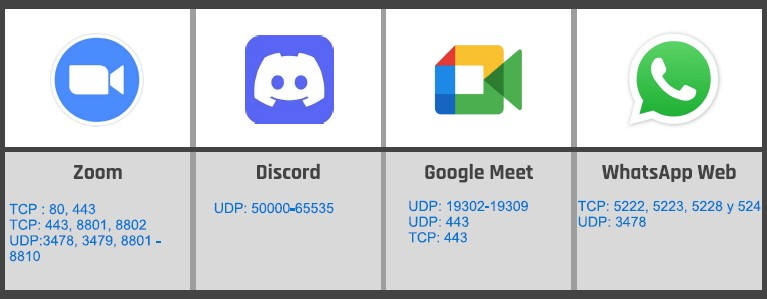 Zoom
TCP : 80, 443
TCP: 443, 8801, 8802
UDP:3478, 3479, 8801 -
8810
Discord
UDP: 50000-65535
Google Meet
UDP: 19302-19309
UDP: 443
TCP: 443
WhatsApp Web
TCP: 5222, 5223, 5228 y 524
UDP: 3478